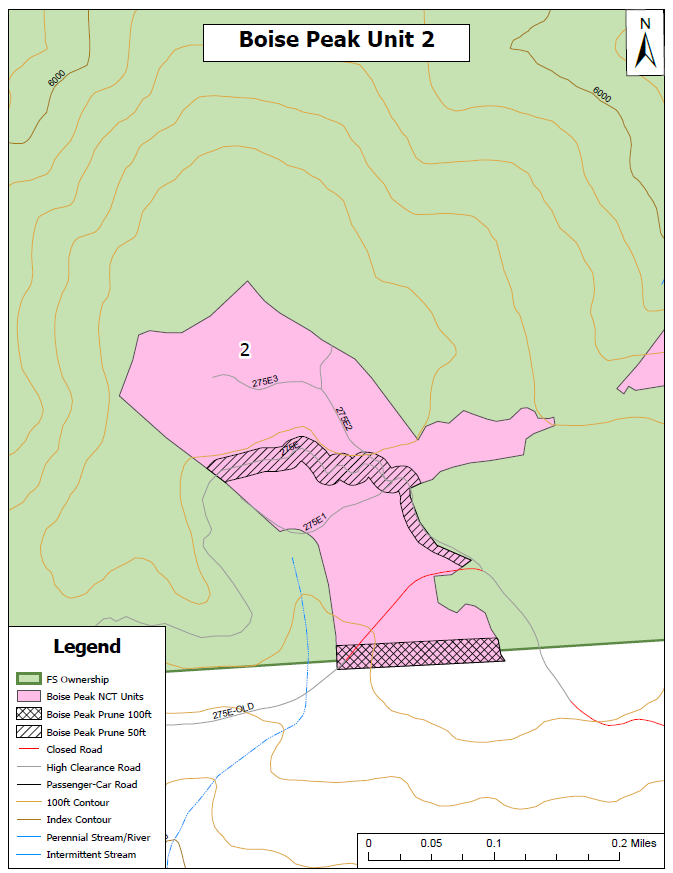 Boise Peak Unit 2
N
6000
6000
2
275E3
275E2
275E
275E1
275E-OLD
Legend
FS Ownership
Boise Peak NCT Units
Boise Peak Prune 100ft
Boise Peak Prune 50ft
Closed Road
High Clearance Road
Passenger-Car Road
100ft Contour
Index Contour
Perennial Stream/River
Intermittent Stream
0 0.05 0.1 0.2 Miles